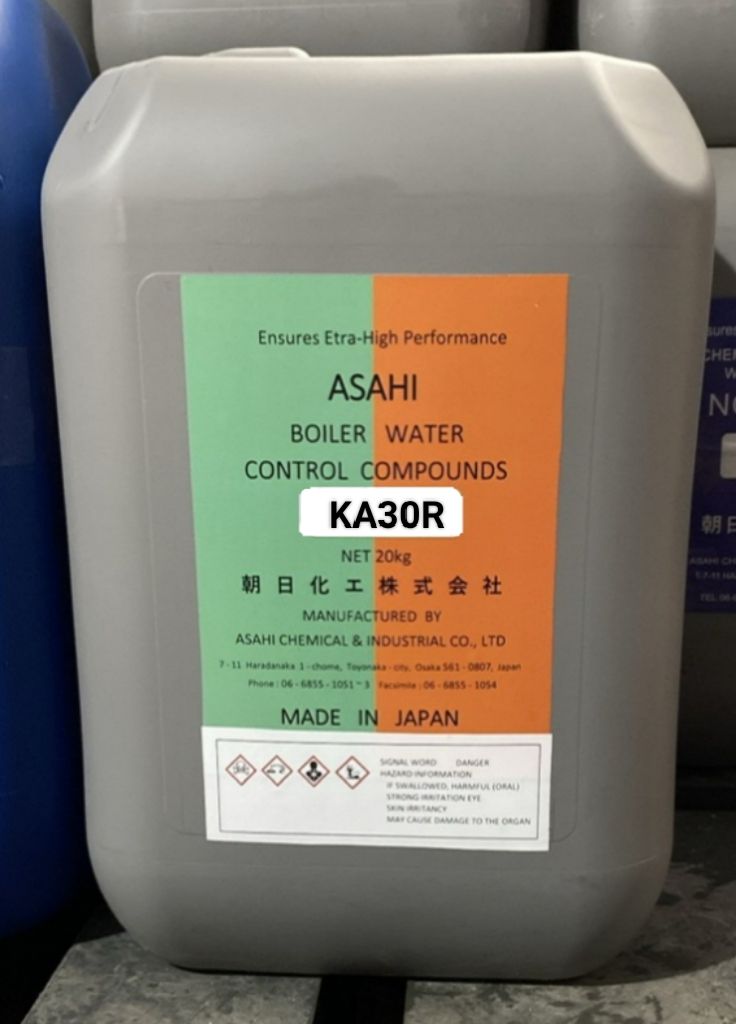 Ensures Etra-High Performance
ASAHI
BOILER WATER
CONTROL COMPOUNDS
KA30R
NET 20kg
朝日化工株式会社
MANUFACTURED BY
ASAHI CHEMICAL & INDUSTRIAL CO., LTD
7-11 Haradanaka 1-chome, Toyonaka-city, Osaka 561-0807, Japan
Phone : 06-6855-1051~3 Facsimile : 06-6855-1054
MADE IN JAPAN
SIGNAL WORD DANGER
HAZARD INFORMATION
IF SWALLOWED, HARMFUL (ORAL)
STRONG IRRITATION EYE
SKIN IRRITANCY
MAY CAUSE DAMAGE TO THE ORGAN
朝日